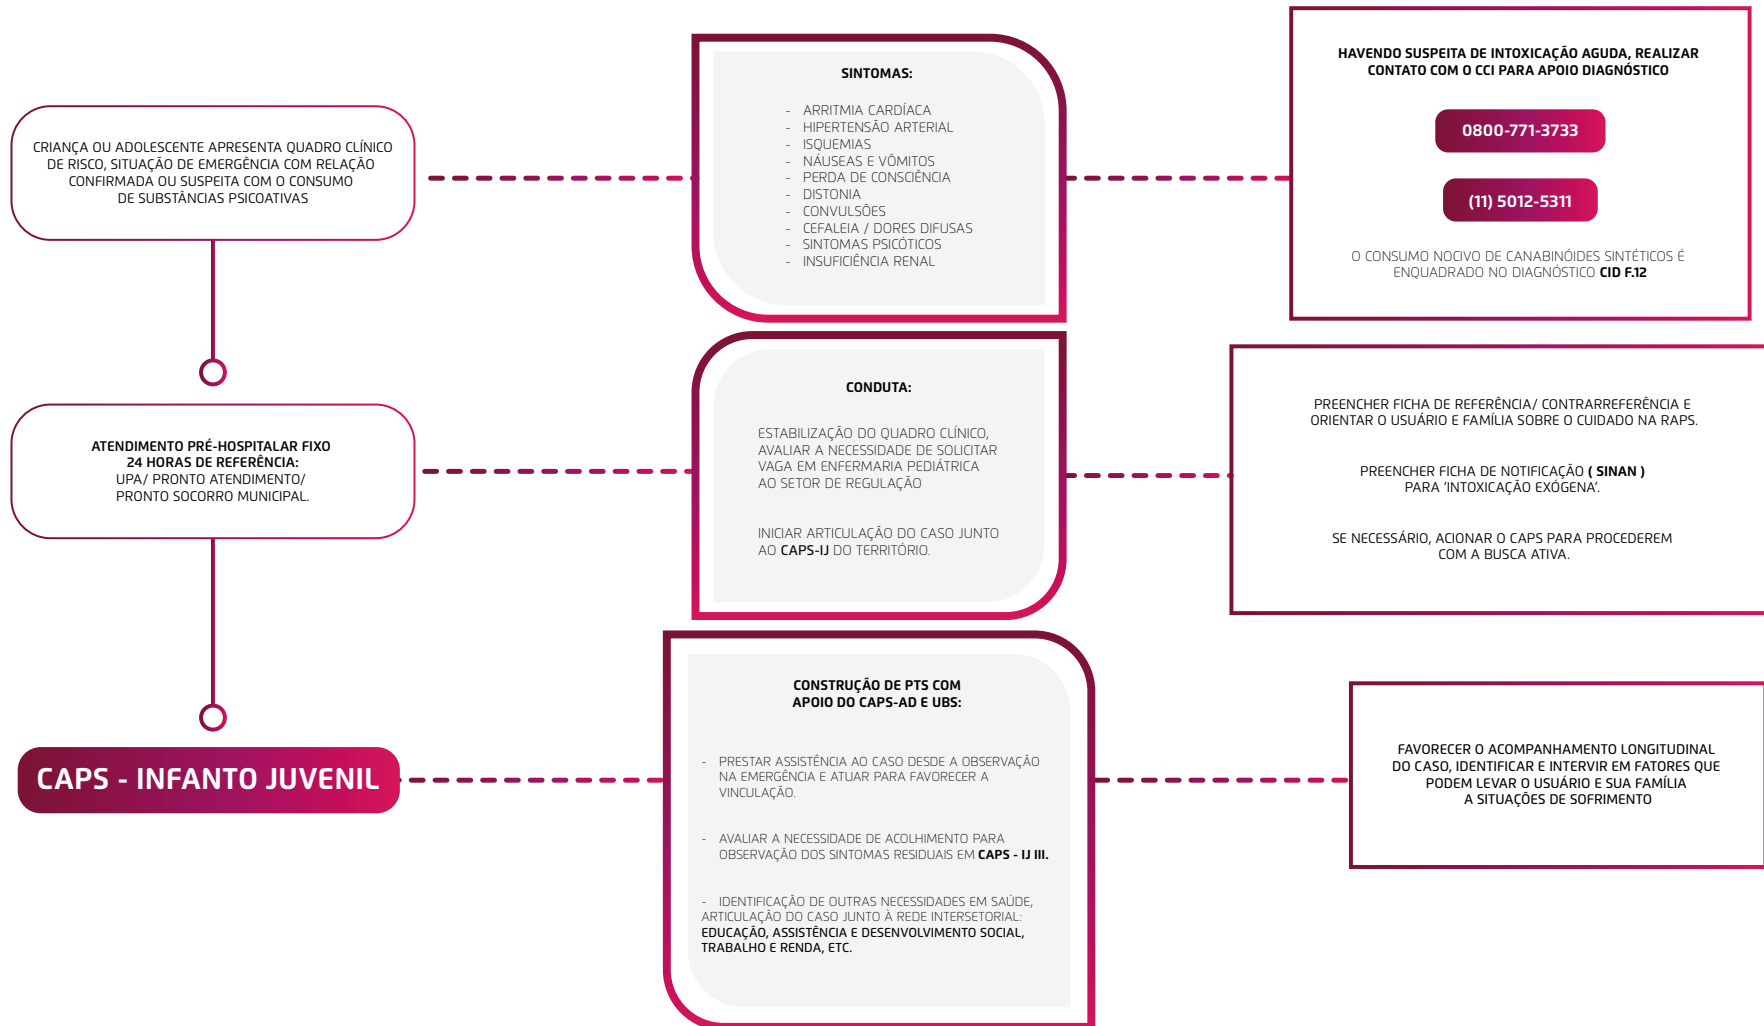 CRIANÇA OU ADOLESCENTE APRESENTA QUADRO CLÍNICO
DE RISCO, SITUAÇÃO DE EMERGÊNCIA COM RELAÇÃO
CONFIRMADA OU SUSPEITA COM O CONSUMO
DE SUBSTÂNCIAS PSICOATIVAS
SINTOMAS:
- ARRITMIA CARDÍACA
- HIPERTENSÃO ARTERIAL
- ISQUEMIAS
- NÁUSEAS E VÔMITOS
- PERDA DE CONSCIÊNCIA
- DISTONIA
- CONVULSÕES
- CEFALEIA / DORES DIFUSAS
- SINTOMAS PSICÓTICOS
- INSUFICIÊNCIA RENAL
HAVENDO SUSPEITA DE INTOXICAÇÃO AGUDA, REALIZAR
CONTATO COM O CCI PARA APOIO DIAGNÓSTICO
0800-771-3733
(11) 5012-5311
O CONSUMO NOCIVO DE CANABINÓIDES SINTÉTICOS É
ENQUADRADO NO DIAGNÓSTICO CID F.12
ATENDIMENTO PRÉ-HOSPITALAR FIXO
24 HORAS DE REFERÊNCIA:
UPA/ PRONTO ATENDIMENTO/
PRONTO SOCORRO MUNICIPAL.
CONDUTA:
ESTABILIZAÇÃO DO QUADRO CLÍNICO,
AVALIAR A NECESSIDADE DE SOLICITAR
VAGA EM ENFERMARIA PEDIÁTRICA
AO SETOR DE REGULAÇÃO
INICIAR ARTICULAÇÃO DO CASO JUNTO
AO CAPS-IJ DO TERRITÓRIO.
PREENCHER FICHA DE REFERÊNCIA/ CONTRARREFERÊNCIA E
ORIENTAR O USUÁRIO E FAMÍLIA SOBRE O CUIDADO NA RAPS.
PREENCHER FICHA DE NOTIFICAÇÃO ( SINAN )
PARA ‘INTOXICAÇÃO EXÓGENA’.
SE NECESSÁRIO, ACIONAR O CAPS PARA PROCEDEREM
COM A BUSCA ATIVA.
CAPS - INFANTO JUVENIL
CONSTRUÇÃO DE PTS COM
APOIO DO CAPS-AD E UBS:
- PRESTAR ASSISTÊNCIA AO CASO DESDE A OBSERVAÇÃO
NA EMERGÊNCIA E ATUAR PARA FAVORECER A
VINCULAÇÃO.
- AVALIAR A NECESSIDADE DE ACOLHIMENTO PARA
OBSERVAÇÃO DOS SINTOMAS RESIDUAIS EM CAPS - IJ III.
- IDENTIFICAÇÃO DE OUTRAS NECESSIDADES EM SAÚDE,
ARTICULAÇÃO DO CASO JUNTO À REDE INTERSETORIAL:
EDUCAÇÃO, ASSISTÊNCIA E DESENVOLVIMENTO SOCIAL,
TRABALHO E RENDA, ETC.
FAVORECER O ACOMPANHAMENTO LONGITUDINAL
DO CASO, IDENTIFICAR E INTERVIR EM FATORES QUE
PODEM LEVAR O USUÁRIO E SUA FAMÍLIA
A SITUAÇÕES DE SOFRIMENTO